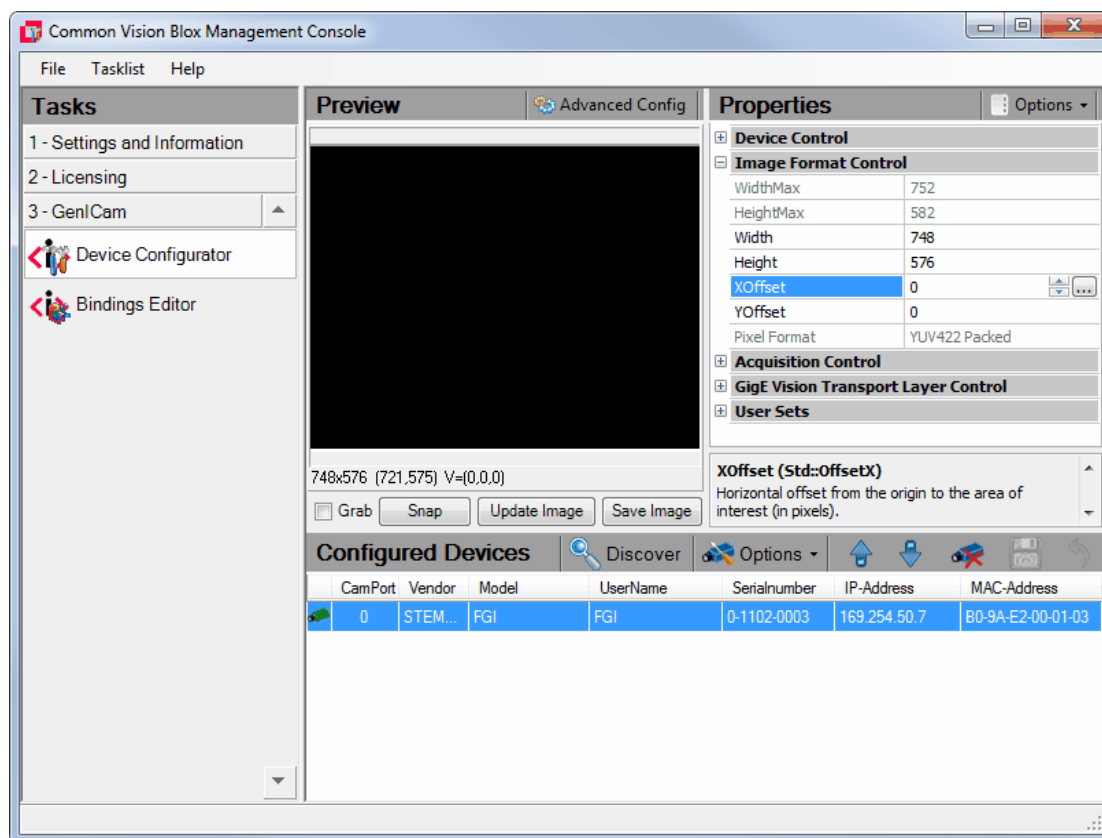 Common Vision Blox Management Console
File Tasklist Help
Tasks
1 - Settings and Information
2 - Licensing
3 - GenICam
Device Configurator
Bindings Editor
Preview Advanced Config
748x576 (721,575) V=(0,0,0)
Grab Snap Update Image Save Image
Properties Options
Device Control
Image Format Control
WidthMax 752
HeightMax 582
Width 748
Height 576
XOffset 0 ...
YOffset 0
Pixel Format YUV422 Packed
Acquisition Control
GigE Vision Transport Layer Control
User Sets
XOffset (Std::OffsetX)
Horizontal offset from the origin to the area of
interest (in pixels).
Configured Devices Discover Options
CamPort Vendor Model UserName Serialnumber IP-Address MAC-Address
0 STEM... FGI FGI 0-1102-0003 169.254.50.7 B0-9A-E2-00-01-03